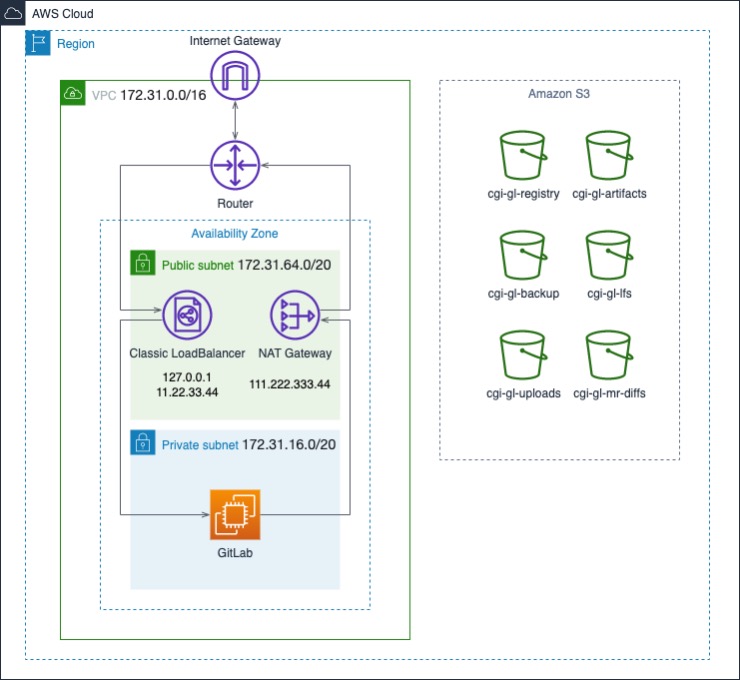 AWS Cloud
Region
Internet Gateway
VPC 172.31.0.0/16
Router
Availability Zone
Public subnet 172.31.64.0/20
Classic LoadBalancer
NAT Gateway
127.0.0.1
11.22.33.44
111.222.333.44
Private subnet 172.31.16.0/20
GitLab
Amazon S3
cgi-gl-registry
cgi-gl-artifacts
cgi-gl-backup
cgi-gl-lfs
cgi-gl-uploads
cgi-gl-mr-diffs